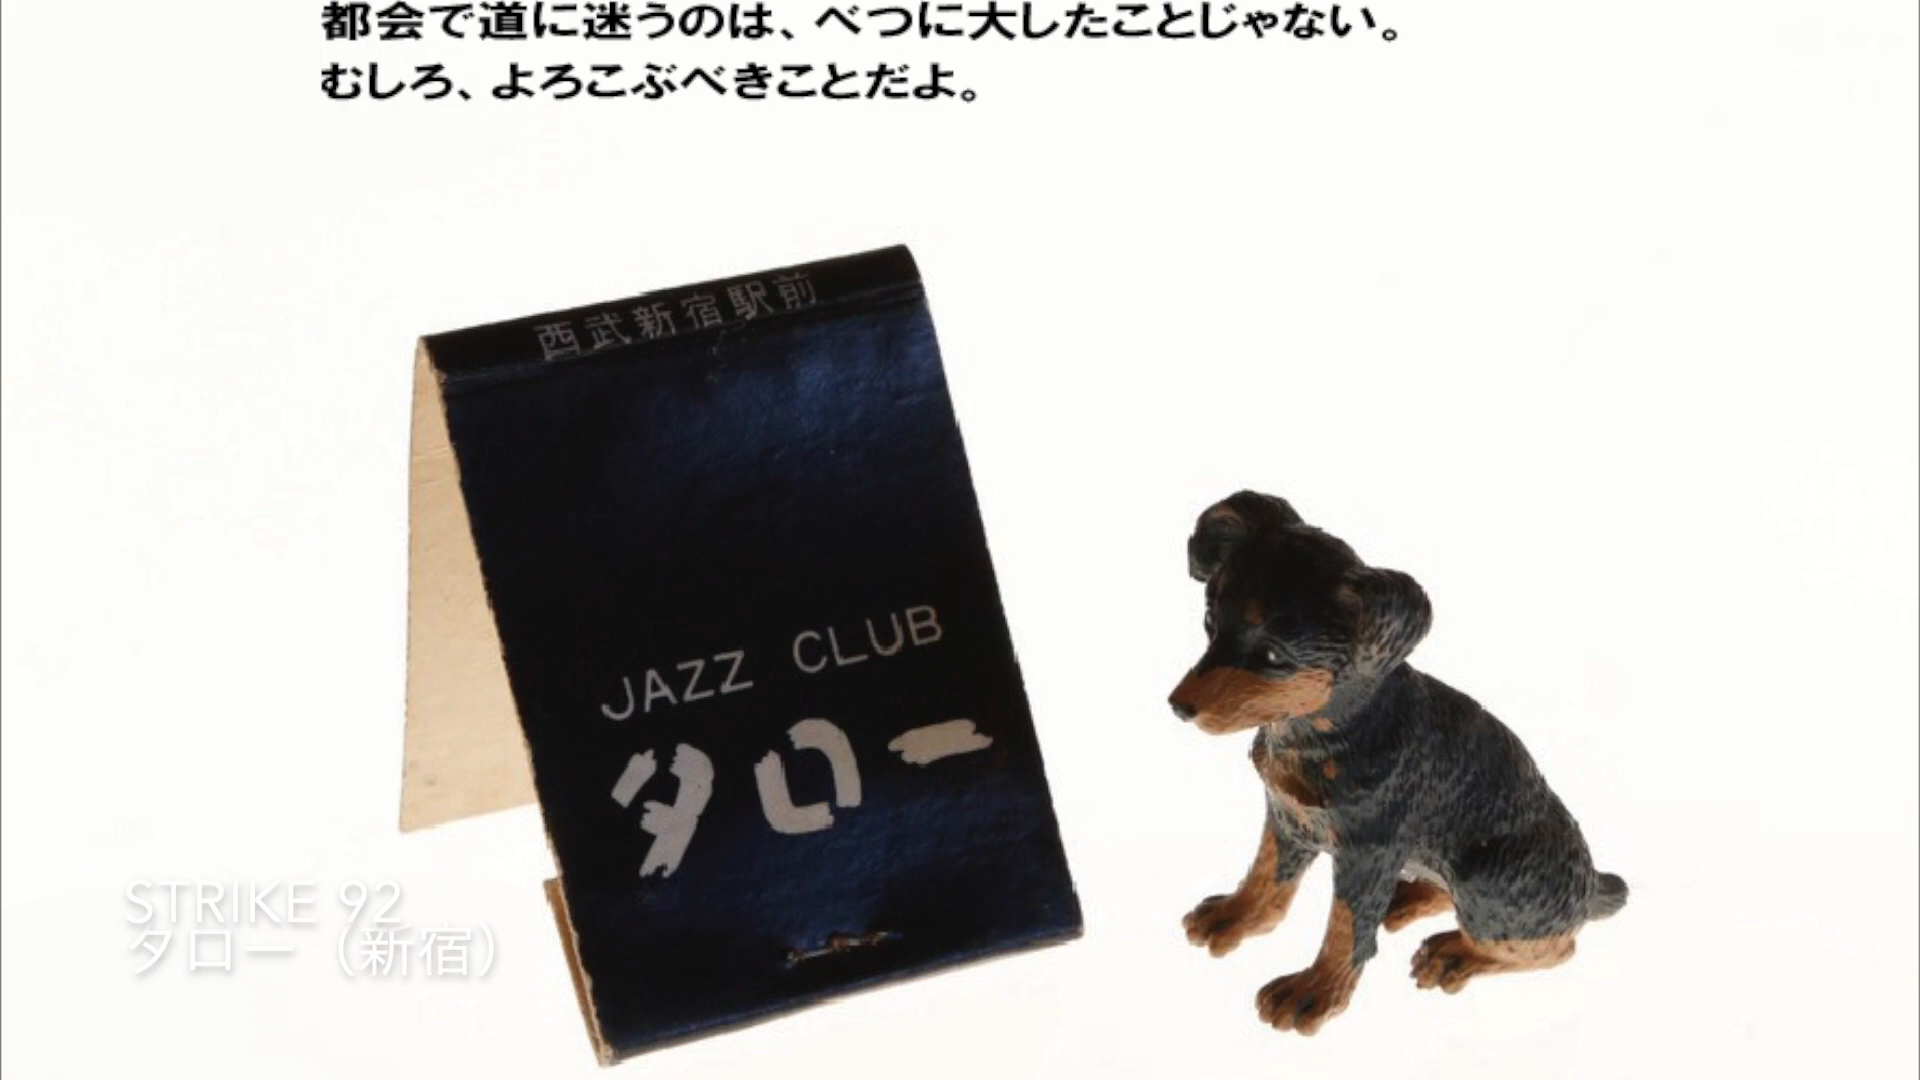 都会で道に迷うのは、べつに大したことじゃない。
むしろ、よろこぶべきことだよ。
西武新宿駅前
JAZZ CLUB
タロー
STRIKE 92
タロー（新宿）